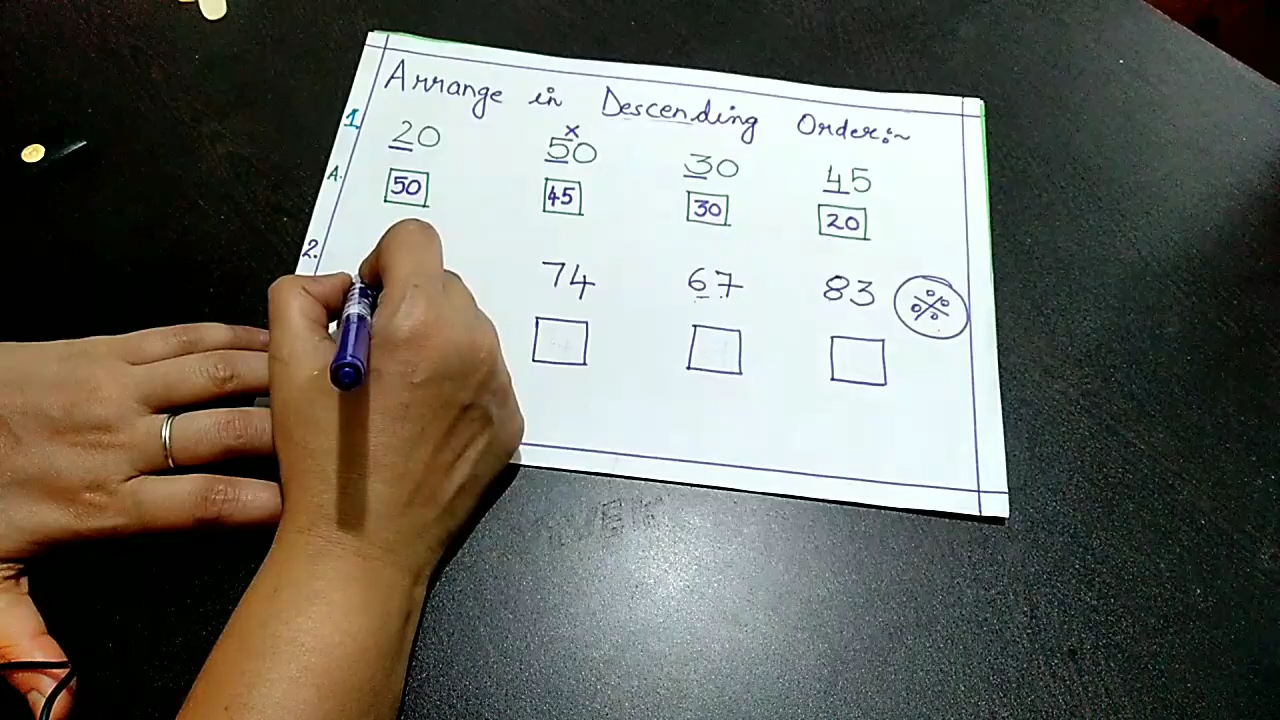 Arrange in Descending Order:~
1. 20 50 30 45
A. 50 45 30 20
2. 74 67 83